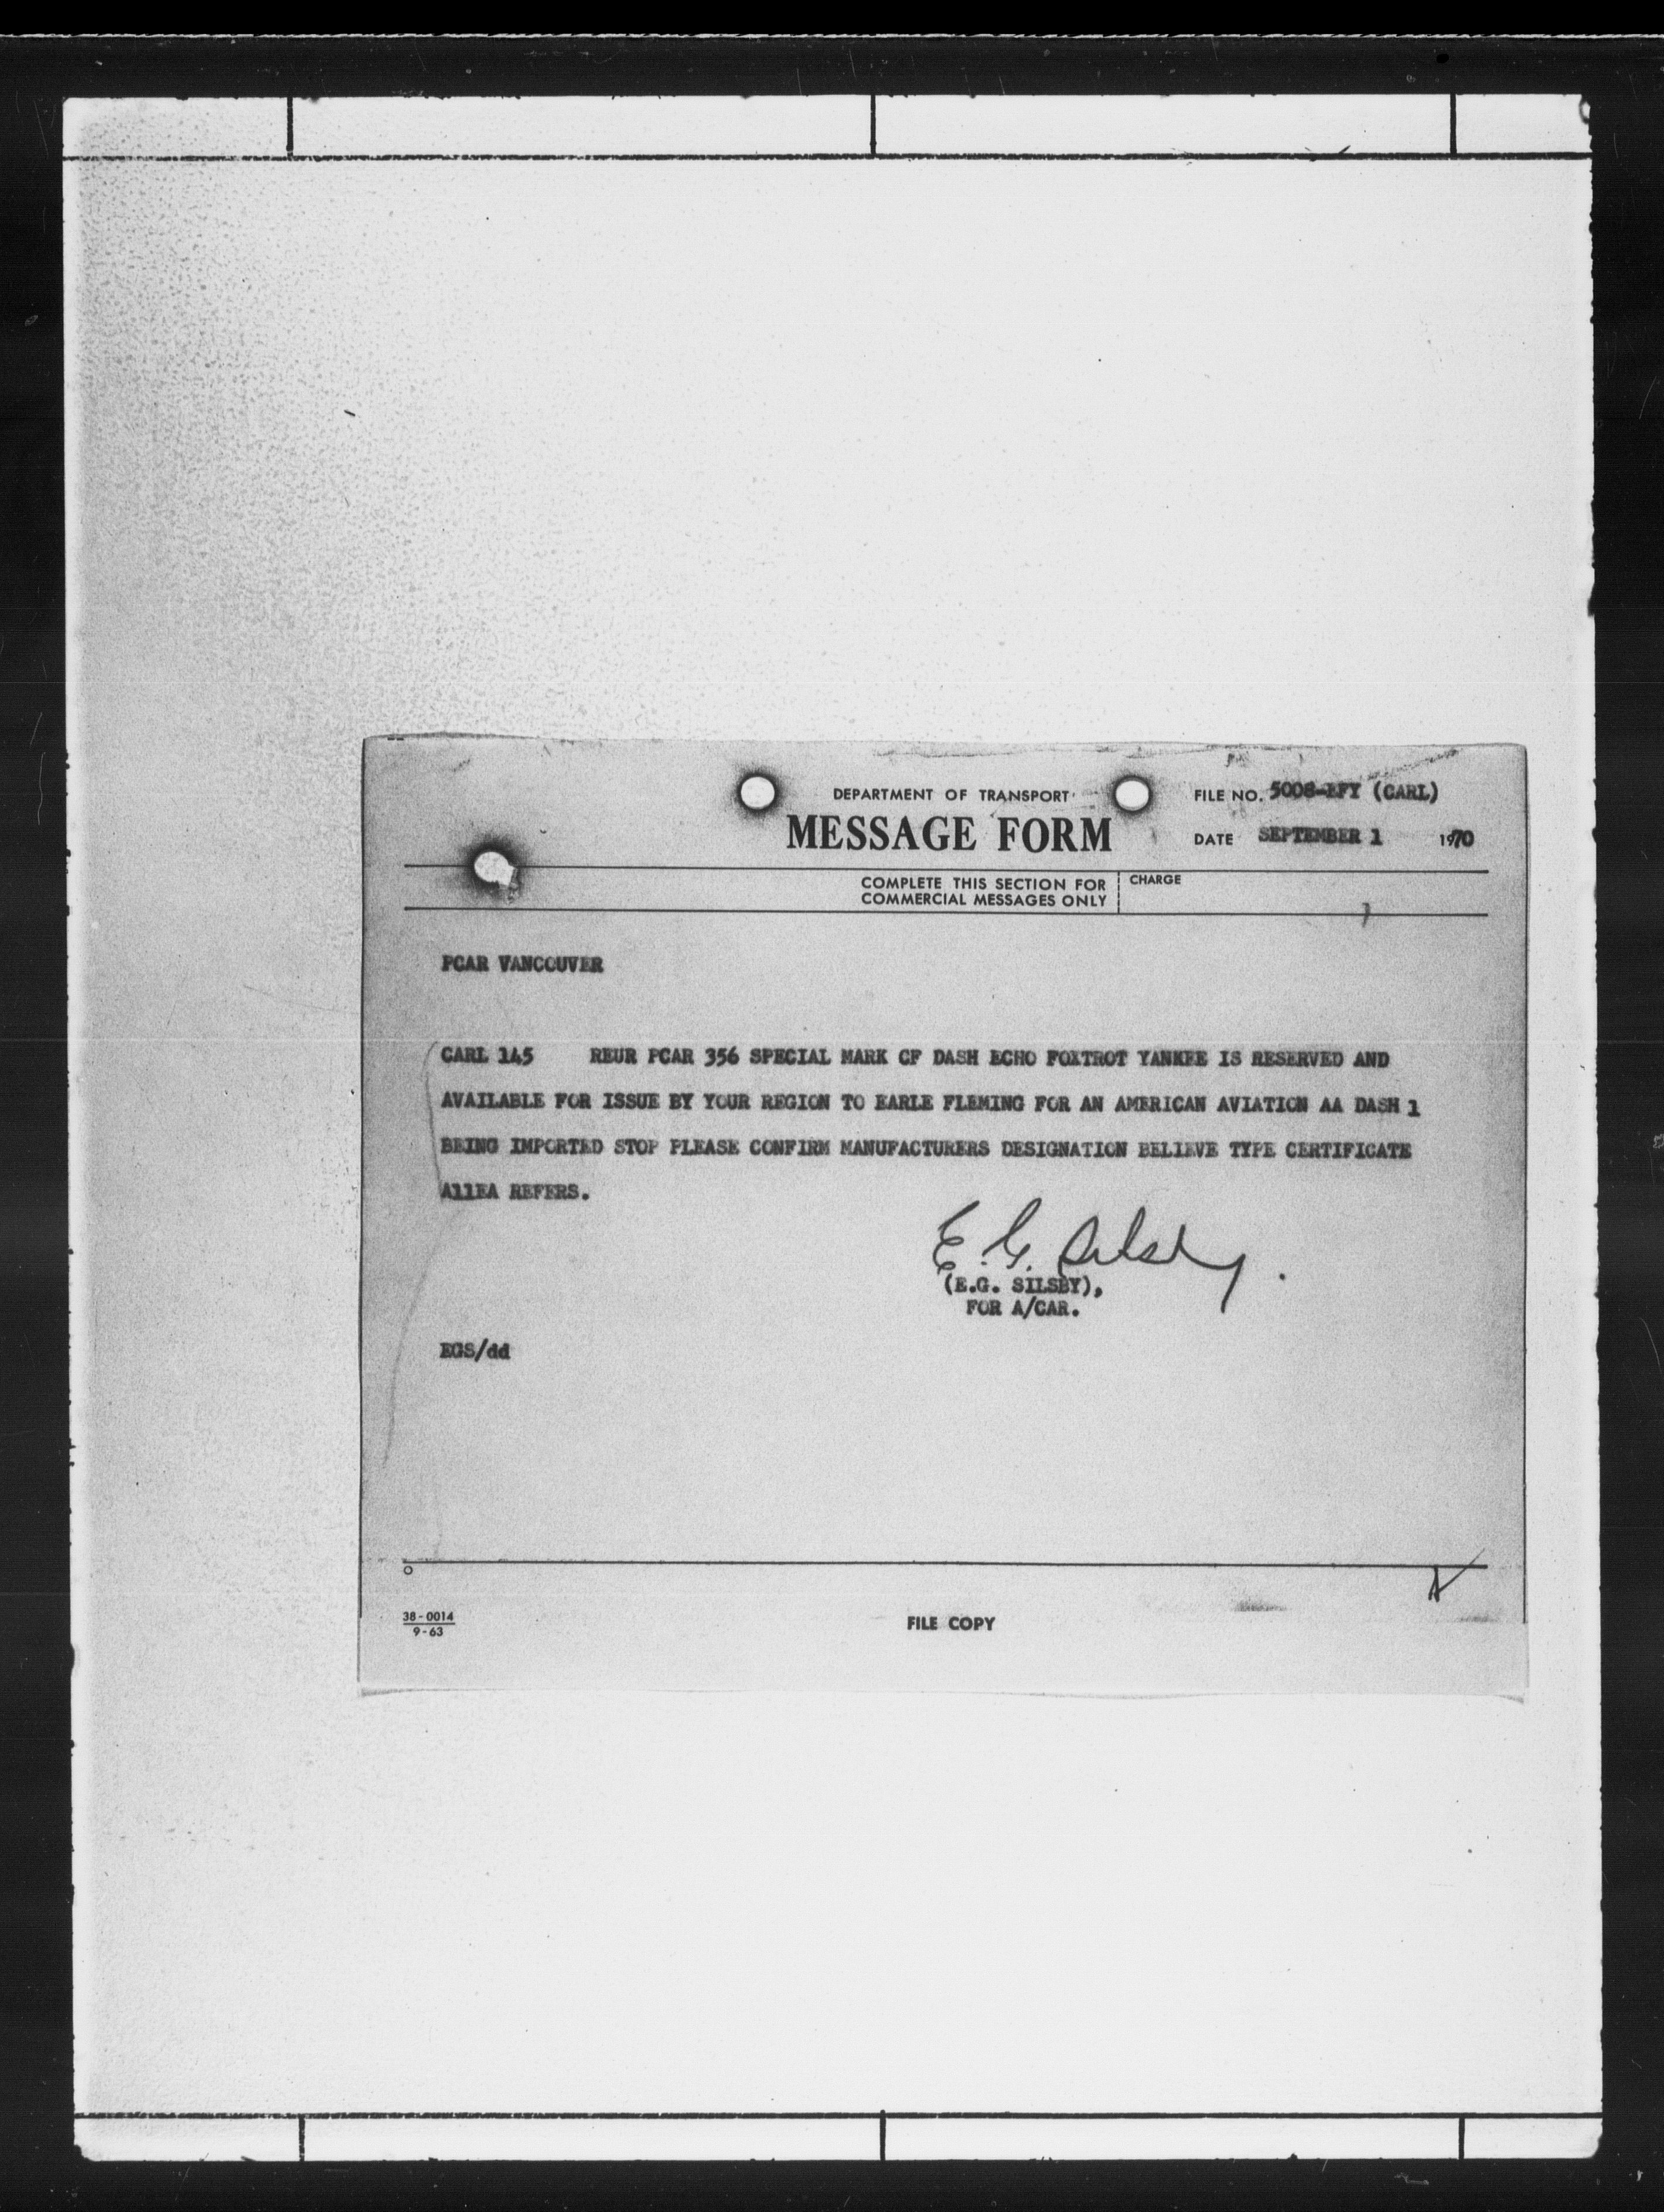 DEPARTMENT OF TRANSPORT
MESSAGE FORM
FILE NO. 5008-EFY (CARL)
DATE SEPTEMBER 1 1970
COMPLETE THIS SECTION FOR
COMMERCIAL MESSAGES ONLY
CHARGE
PCAR VANCOUVER
CARL 145 REUR PCAR 356 SPECIAL MARK CF DASH ECHO FOXTROT YANKEE IS RESERVED AND
AVAILABLE FOR ISSUE BY YOUR REGION TO EARLE FLEMING FOR AN AMERICAN AVIATION AA DASH 1
BEING IMPORTED STOP PLEASE CONFIRM MANUFACTURERS DESIGNATION BELIEVE TYPE CERTIFICATE
A11EA REFERS.
E. G. Silsby.
(E.G. SILSBY),
FOR A/CAR.
EGS/dd
38-0014
9-63
FILE COPY